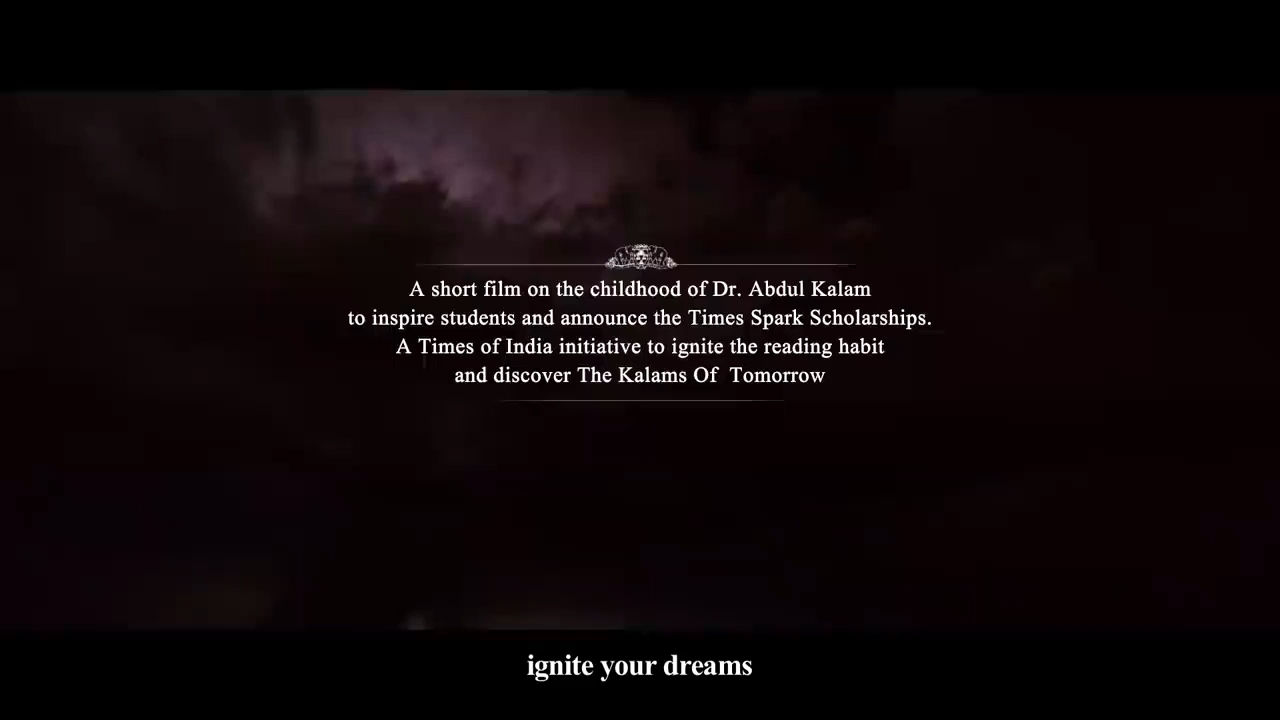 A short film on the childhood of Dr. Abdul Kalam
to inspire students and announce the Times Spark Scholarships.
A Times of India initiative to ignite the reading habit
and discover The Kalams Of  Tomorrow
ignite your dreams